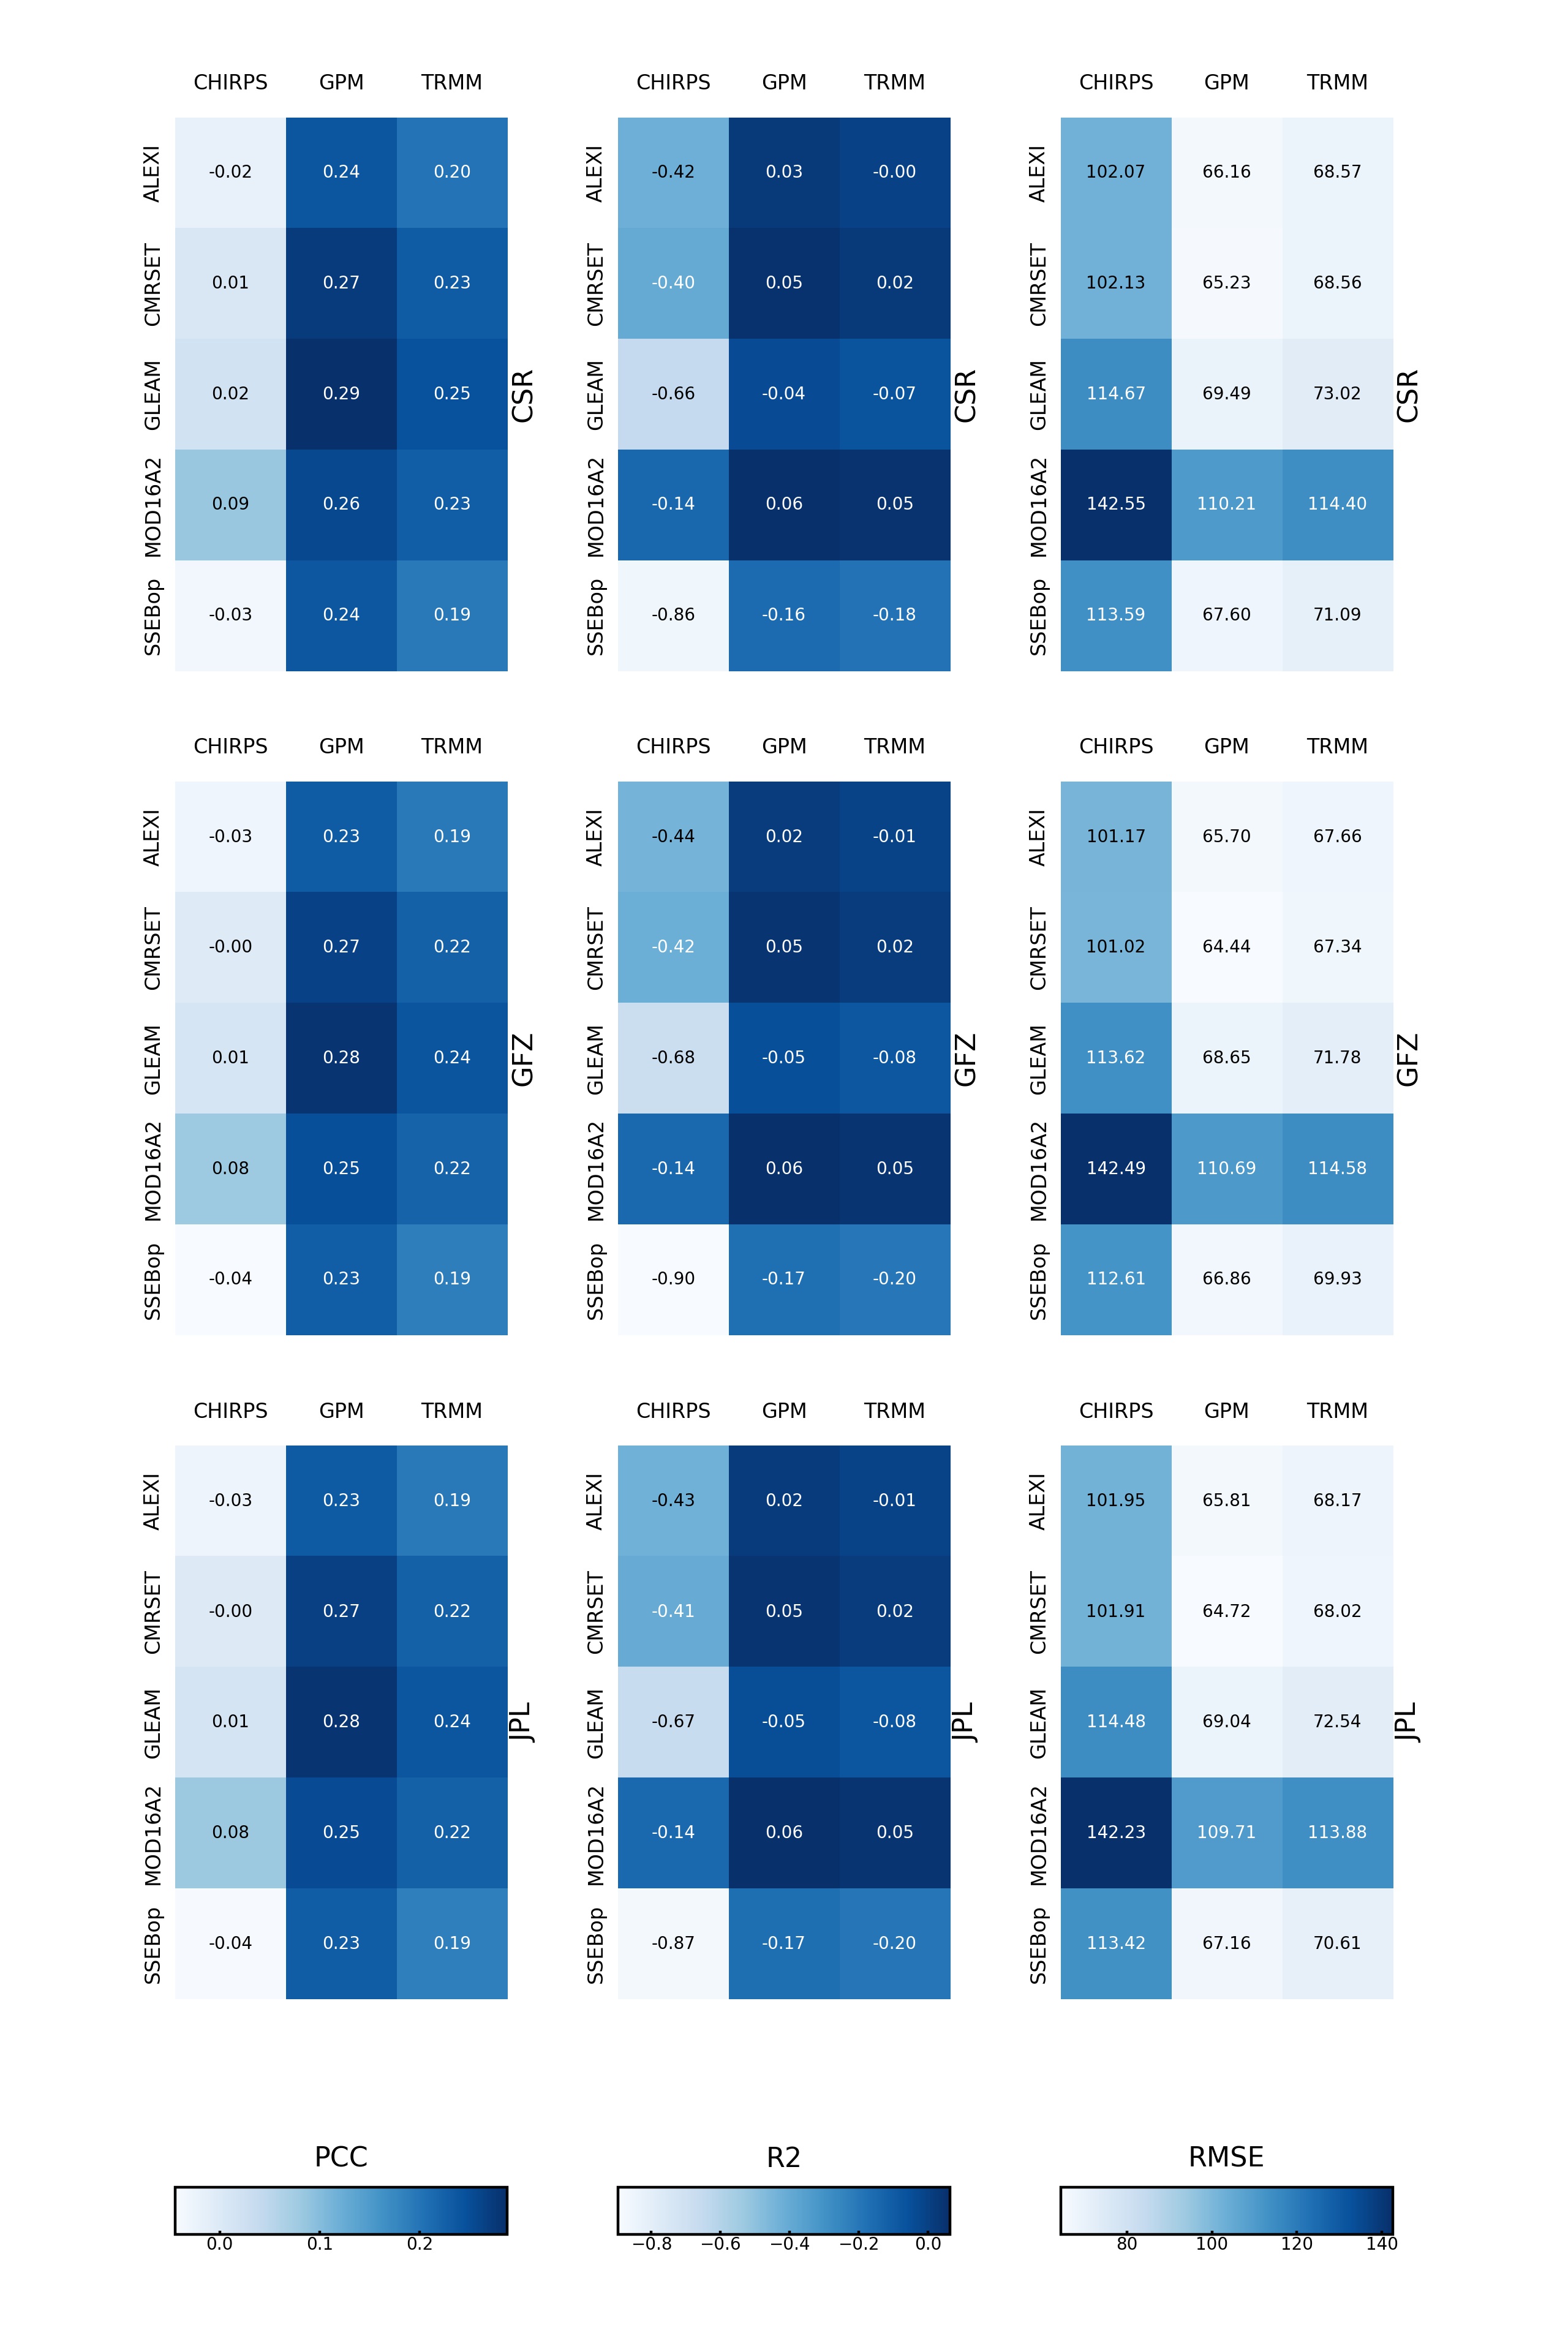 CHIRPS GPM TRMM CHIRPS GPM TRMM CHIRPS GPM TRMM
ALEXI -0.02 0.24 0.20 ALEXI -0.42 0.03 -0.00 ALEXI 102.07 66.16 68.57
CMRSET 0.01 0.27 0.23 CMRSET -0.40 0.05 0.02 CMRSET 102.13 65.23 68.56
GLEAM 0.02 0.29 0.25 CSR GLEAM -0.66 -0.04 -0.07 CSR GLEAM 114.67 69.49 73.02 CSR
MOD16A2 0.09 0.26 0.23 MOD16A2 -0.14 0.06 0.05 MOD16A2 142.55 110.21 114.40
SSEBop -0.03 0.24 0.19 SSEBop -0.86 -0.16 -0.18 SSEBop 113.59 67.60 71.09
CHIRPS GPM TRMM CHIRPS GPM TRMM CHIRPS GPM TRMM
ALEXI -0.03 0.23 0.19 ALEXI -0.44 0.02 -0.01 ALEXI 101.17 65.70 67.66
CMRSET -0.00 0.27 0.22 CMRSET -0.42 0.05 0.02 CMRSET 101.02 64.44 67.34
GLEAM 0.01 0.28 0.24 GFZ GLEAM -0.68 -0.05 -0.08 GFZ GLEAM 113.62 68.65 71.78 GFZ
MOD16A2 0.08 0.25 0.22 MOD16A2 -0.14 0.06 0.05 MOD16A2 142.49 110.69 114.58
SSEBop -0.04 0.23 0.19 SSEBop -0.90 -0.17 -0.20 SSEBop 112.61 66.86 69.93
CHIRPS GPM TRMM CHIRPS GPM TRMM CHIRPS GPM TRMM
ALEXI -0.03 0.23 0.19 ALEXI -0.43 0.02 -0.01 ALEXI 101.95 65.81 68.17
CMRSET -0.00 0.27 0.22 CMRSET -0.41 0.05 0.02 CMRSET 101.91 64.72 68.02
GLEAM 0.01 0.28 0.24 JPL GLEAM -0.67 -0.05 -0.08 JPL GLEAM 114.48 69.04 72.54 JPL
MOD16A2 0.08 0.25 0.22 MOD16A2 -0.14 0.06 0.05 MOD16A2 142.23 109.71 113.88
SSEBop -0.04 0.23 0.19 SSEBop -0.87 -0.17 -0.20 SSEBop 113.42 67.16 70.61
PCC R2 RMSE
0.0 0.1 0.2 −0.8 −0.6 −0.4 −0.2 0.0 80 100 120 140